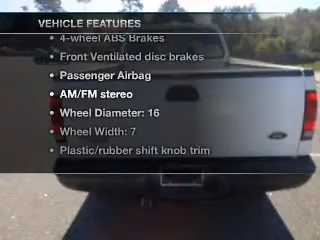 VEHICLE FEATURES
• 4-wheel ABS Brakes
• Front Ventilated disc brakes
• Passenger Airbag
• AM/FM stereo
• Wheel Diameter: 16
• Wheel Width: 7
• Plastic/rubber shift knob trim